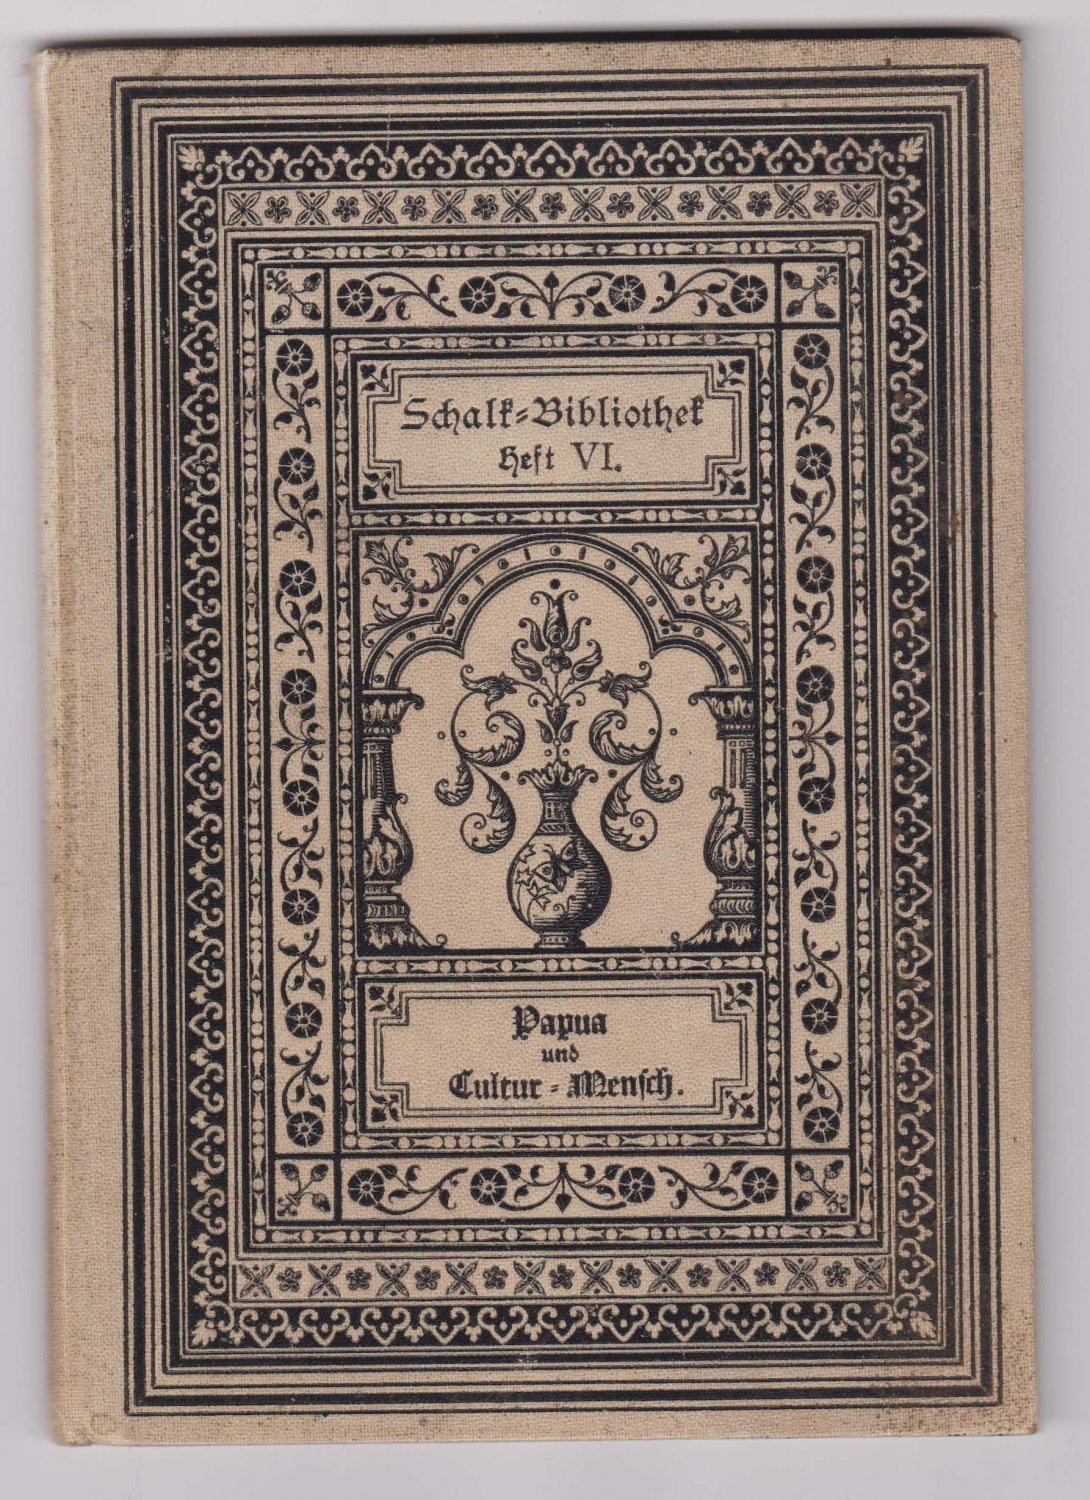 Schalk-Bibliothek
Heft VI.
Papua
und
Cultur-Mensch.